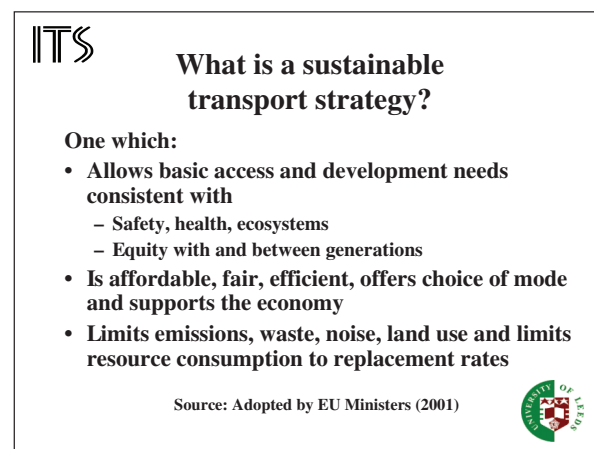 ITS
What is a sustainable
transport strategy?
One which:
• Allows basic access and development needs
consistent with
– Safety, health, ecosystems
– Equity with and between generations
• Is affordable, fair, efficient, offers choice of mode
and supports the economy
• Limits emissions, waste, noise, land use and limits
resource consumption to replacement rates
Source: Adopted by EU Ministers (2001)
UNIVERSITY OF LEEDS